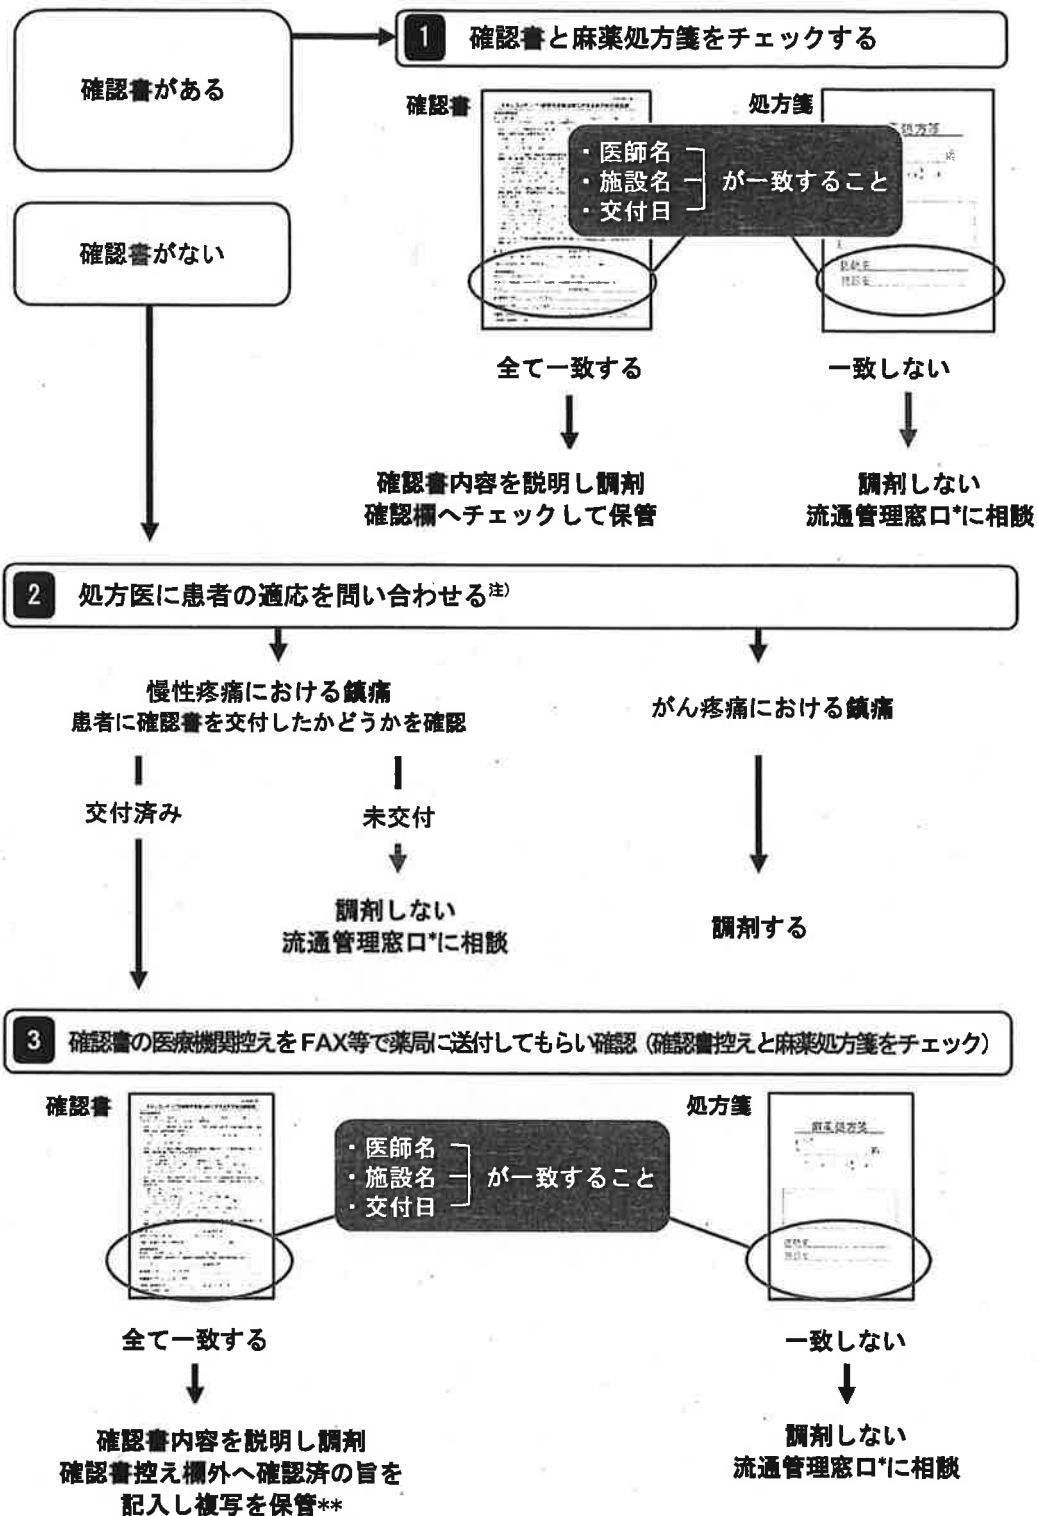 確認書がある
1 確認書と麻薬処方箋をチェックする
確認書
処方箋
・医師名
・施設名
・交付日
が一致すること
確認書がない
全て一致する
一致しない
確認書内容を説明し調剤
確認欄へチェックして保管
調剤しない
流通管理窓口*に相談
2 処方医に患者の適応を問い合わせる注)
慢性疼痛における鎮痛
患者に確認書を交付したかどうかを確認
がん疼痛における鎮痛
交付済み
未交付
調剤しない
流通管理窓口*に相談
調剤する
3 確認書の医療機関控えをFAX等で薬局に送付してもらい確認（確認書控えと麻薬処方箋をチェック）
確認書
処方箋
麻薬処方箋
・医師名
・施設名
・交付日
が一致すること
全て一致する
一致しない
確認書内容を説明し調剤
確認書控え欄外へ確認済の旨を
記入し複写を保管**
調剤しない
流通管理窓口*に相談